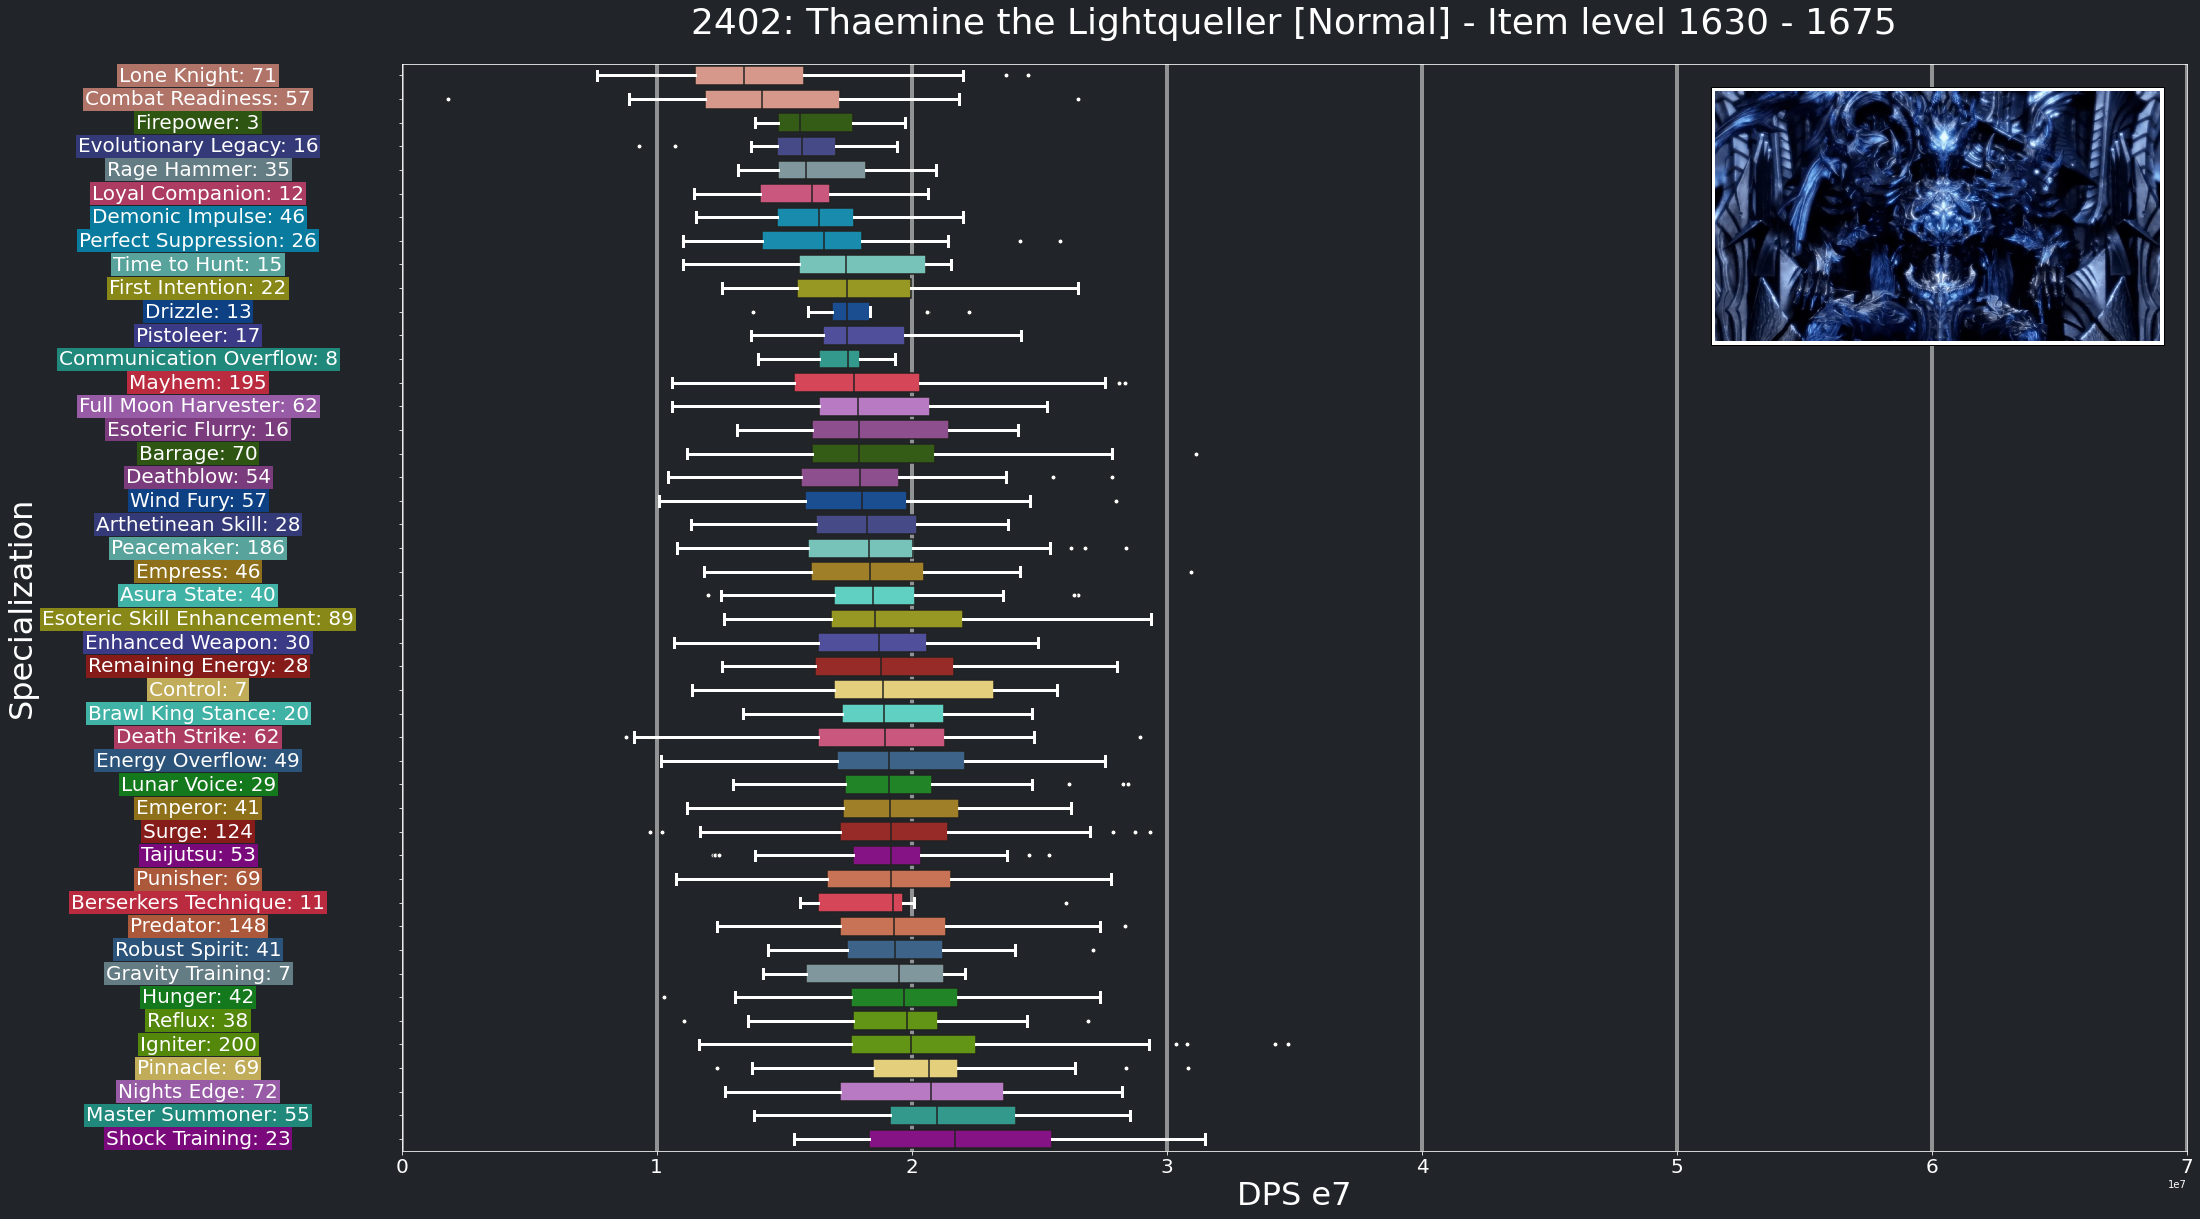 2402: Thaemine the Lightqueller [Normal] - Item level 1630 - 1675
Specialization
Lone Knight: 71
Combat Readiness: 57
Firepower: 3
Evolutionary Legacy: 16
Rage Hammer: 35
Loyal Companion: 12
Demonic Impulse: 46
Perfect Suppression: 26
Time to Hunt: 15
First Intention: 22
Drizzle: 13
Pistoleer: 17
Communication Overflow: 8
Mayhem: 195
Full Moon Harvester: 62
Esoteric Flurry: 16
Barrage: 70
Deathblow: 54
Wind Fury: 57
Arthetinean Skill: 28
Peacemaker: 186
Empress: 46
Asura State: 40
Esoteric Skill Enhancement: 89
Enhanced Weapon: 30
Remaining Energy: 28
Control: 7
Brawl King Stance: 20
Death Strike: 62
Energy Overflow: 49
Lunar Voice: 29
Emperor: 41
Surge: 124
Taijutsu: 53
Punisher: 69
Berserkers Technique: 11
Predator: 148
Robust Spirit: 41
Gravity Training: 7
Hunger: 42
Reflux: 38
Igniter: 200
Pinnacle: 69
Nights Edge: 72
Master Summoner: 55
Shock Training: 23
0 1 2 3 4 5 6 7
1e7
DPS e7